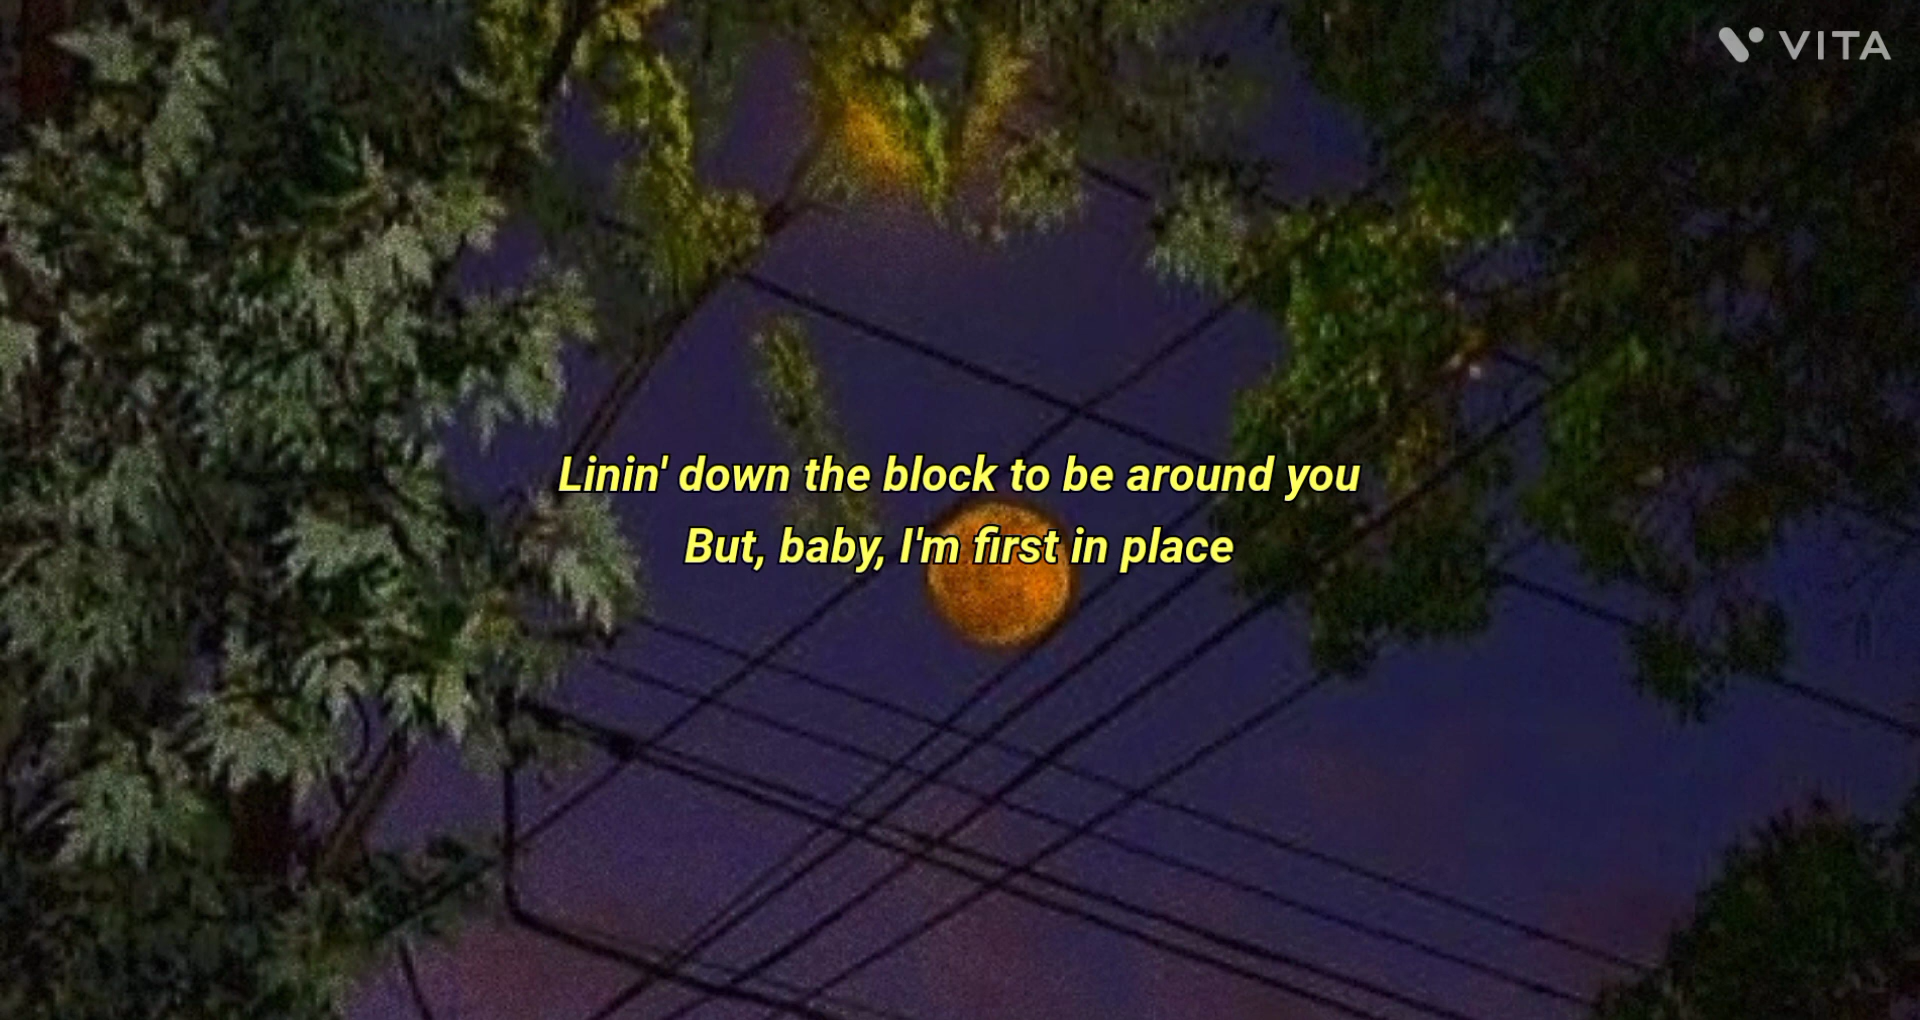 VITA
Linin' down the block to be around you
But, baby, I'm first in place